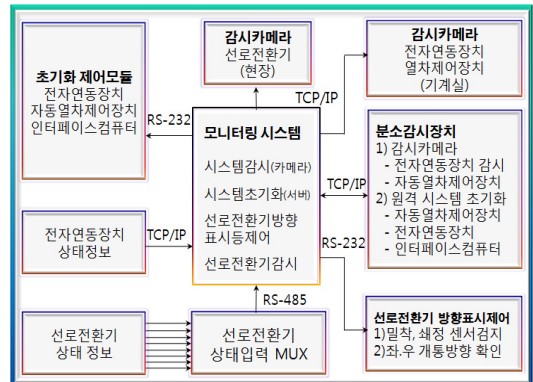 초기화 제어모듈
전자연동장치
자동열차제어장치
인터페이스컴퓨터
감시카메라
선로전환기
(현장)
감시카메라
전자연동장치
열차제어장치
(기계실)
RS-232
TCP/IP
모니터링 시스템
시스템감시(카메라)
시스템초기화(서버)
선로전환기방향
표시등제어
선로전환기감시
TCP/IP
분소감시장치
1) 감시카메라
- 전자연동장치 감시
- 자동열차제어장치
2) 원격 시스템 초기화
- 자동열차제어장치
- 전자연동장치
- 인터페이스컴퓨터
전자연동장치
상태정보
TCP/IP
RS-232
RS-485
선로전환기
상태 정보
선로전환기
상태입력 MUX
선로전환기 방향표시제어
1)밀착, 쇄정 센서검지
2)좌.우 개통방향 확인